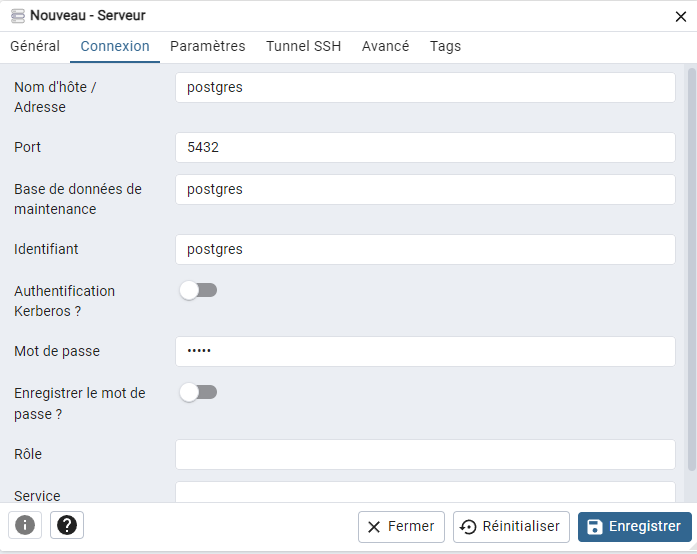 Nouveau - Serveur
Général Connexion Paramètres Tunnel SSH Avancé Tags
Nom d'hôte /
Adresse
postgres
Port
5432
Base de données de
maintenance
postgres
Identifiant
postgres
Authentification
Kerberos ?
Mot de passe
•••••
Enregistrer le mot de
passe ?
Rôle
Service
Fermer Réinitialiser Enregistrer